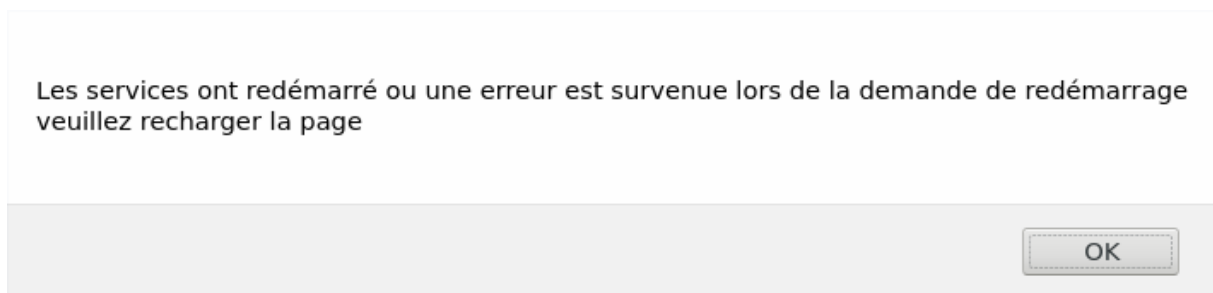 Les services ont redémarré ou une erreur est survenue lors de la demande de redémarrage
veuillez recharger la page
OK